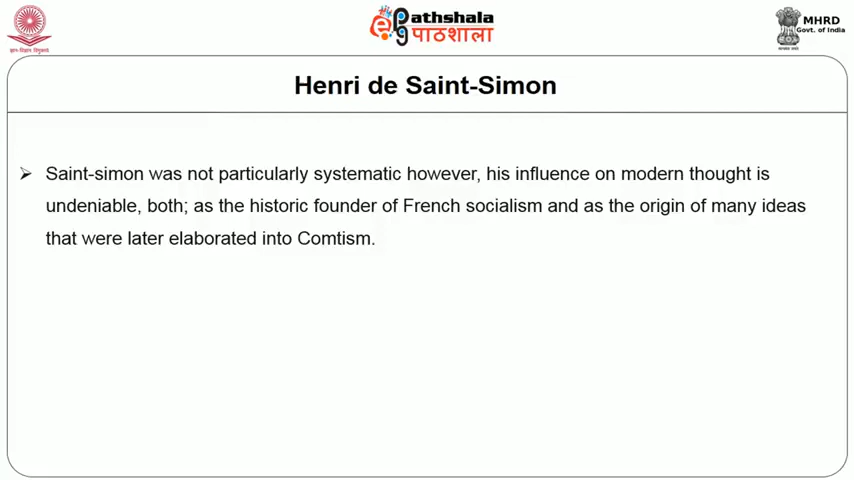 ePgPathshala
पाठशाला
MHRD
Govt. of India
Henri de Saint-Simon
➢ Saint-simon was not particularly systematic however, his influence on modern thought is
undeniable, both; as the historic founder of French socialism and as the origin of many ideas
that were later elaborated into Comtism.